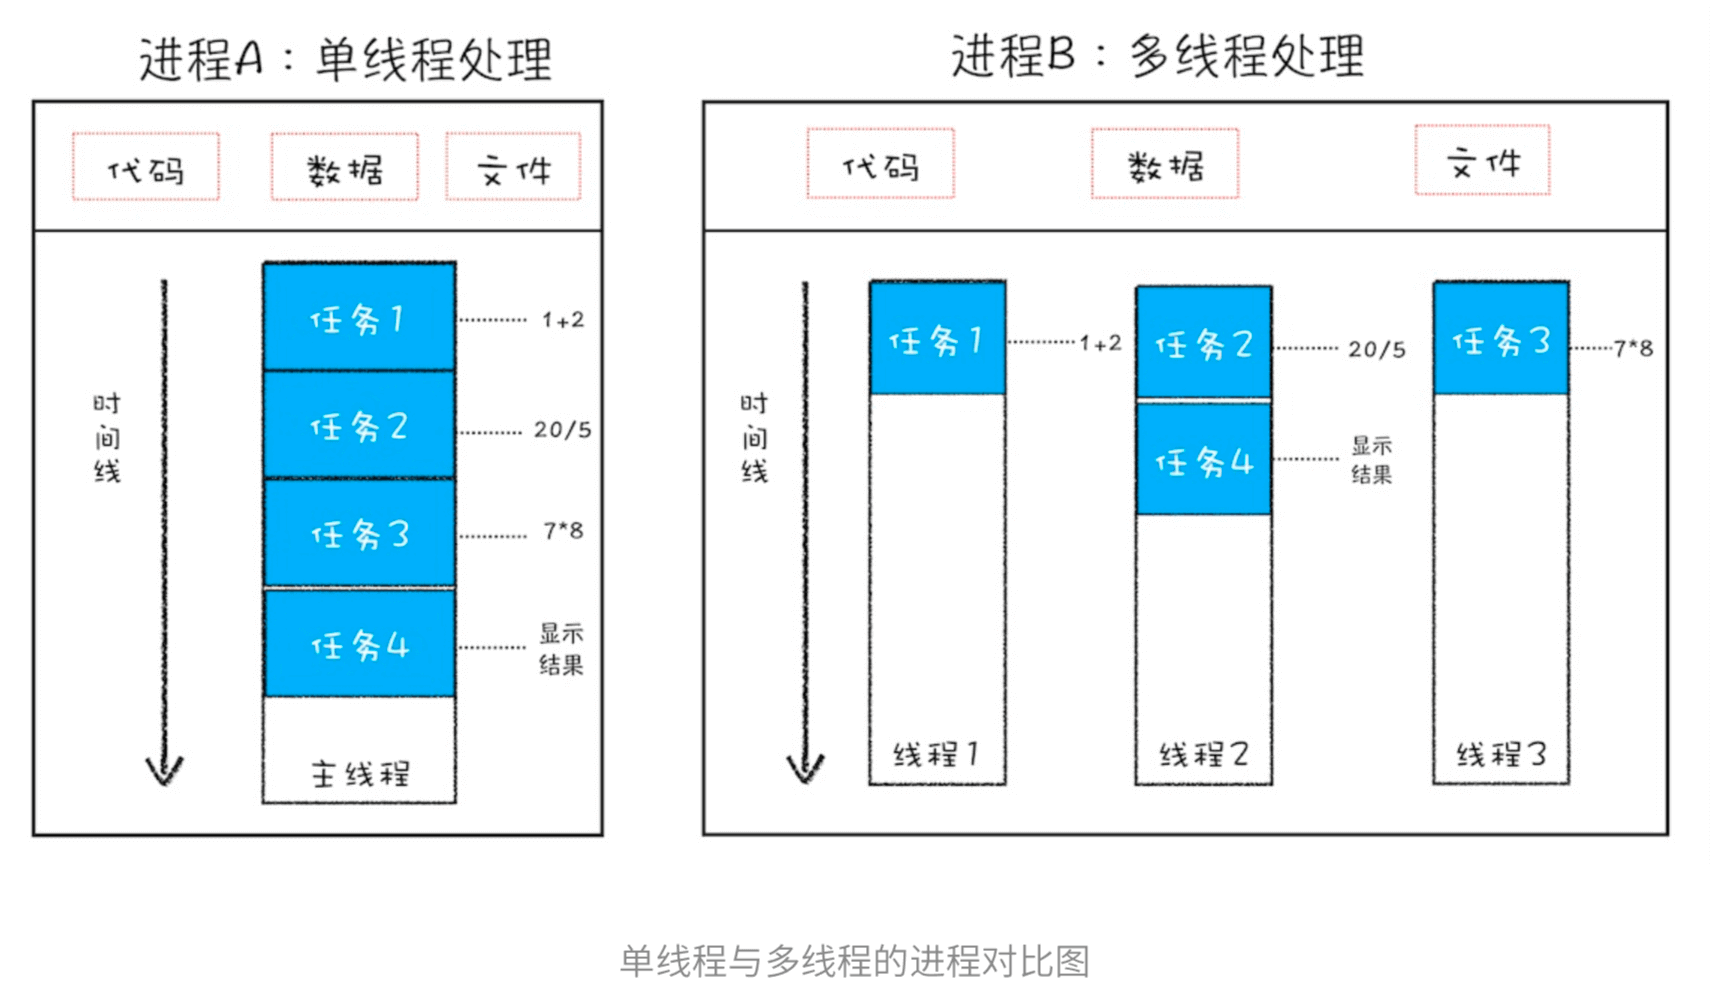 进程A：单线程处理
代码
数据
文件
时间线
任务1
1+2
任务2
20/5
任务3
7*8
任务4
显示
结果
主线程
进程B：多线程处理
代码
数据
文件
时间线
任务1
1+2
任务2
20/5
任务3
7*8
任务4
显示
结果
线程1
线程2
线程3
单线程与多线程的进程对比图